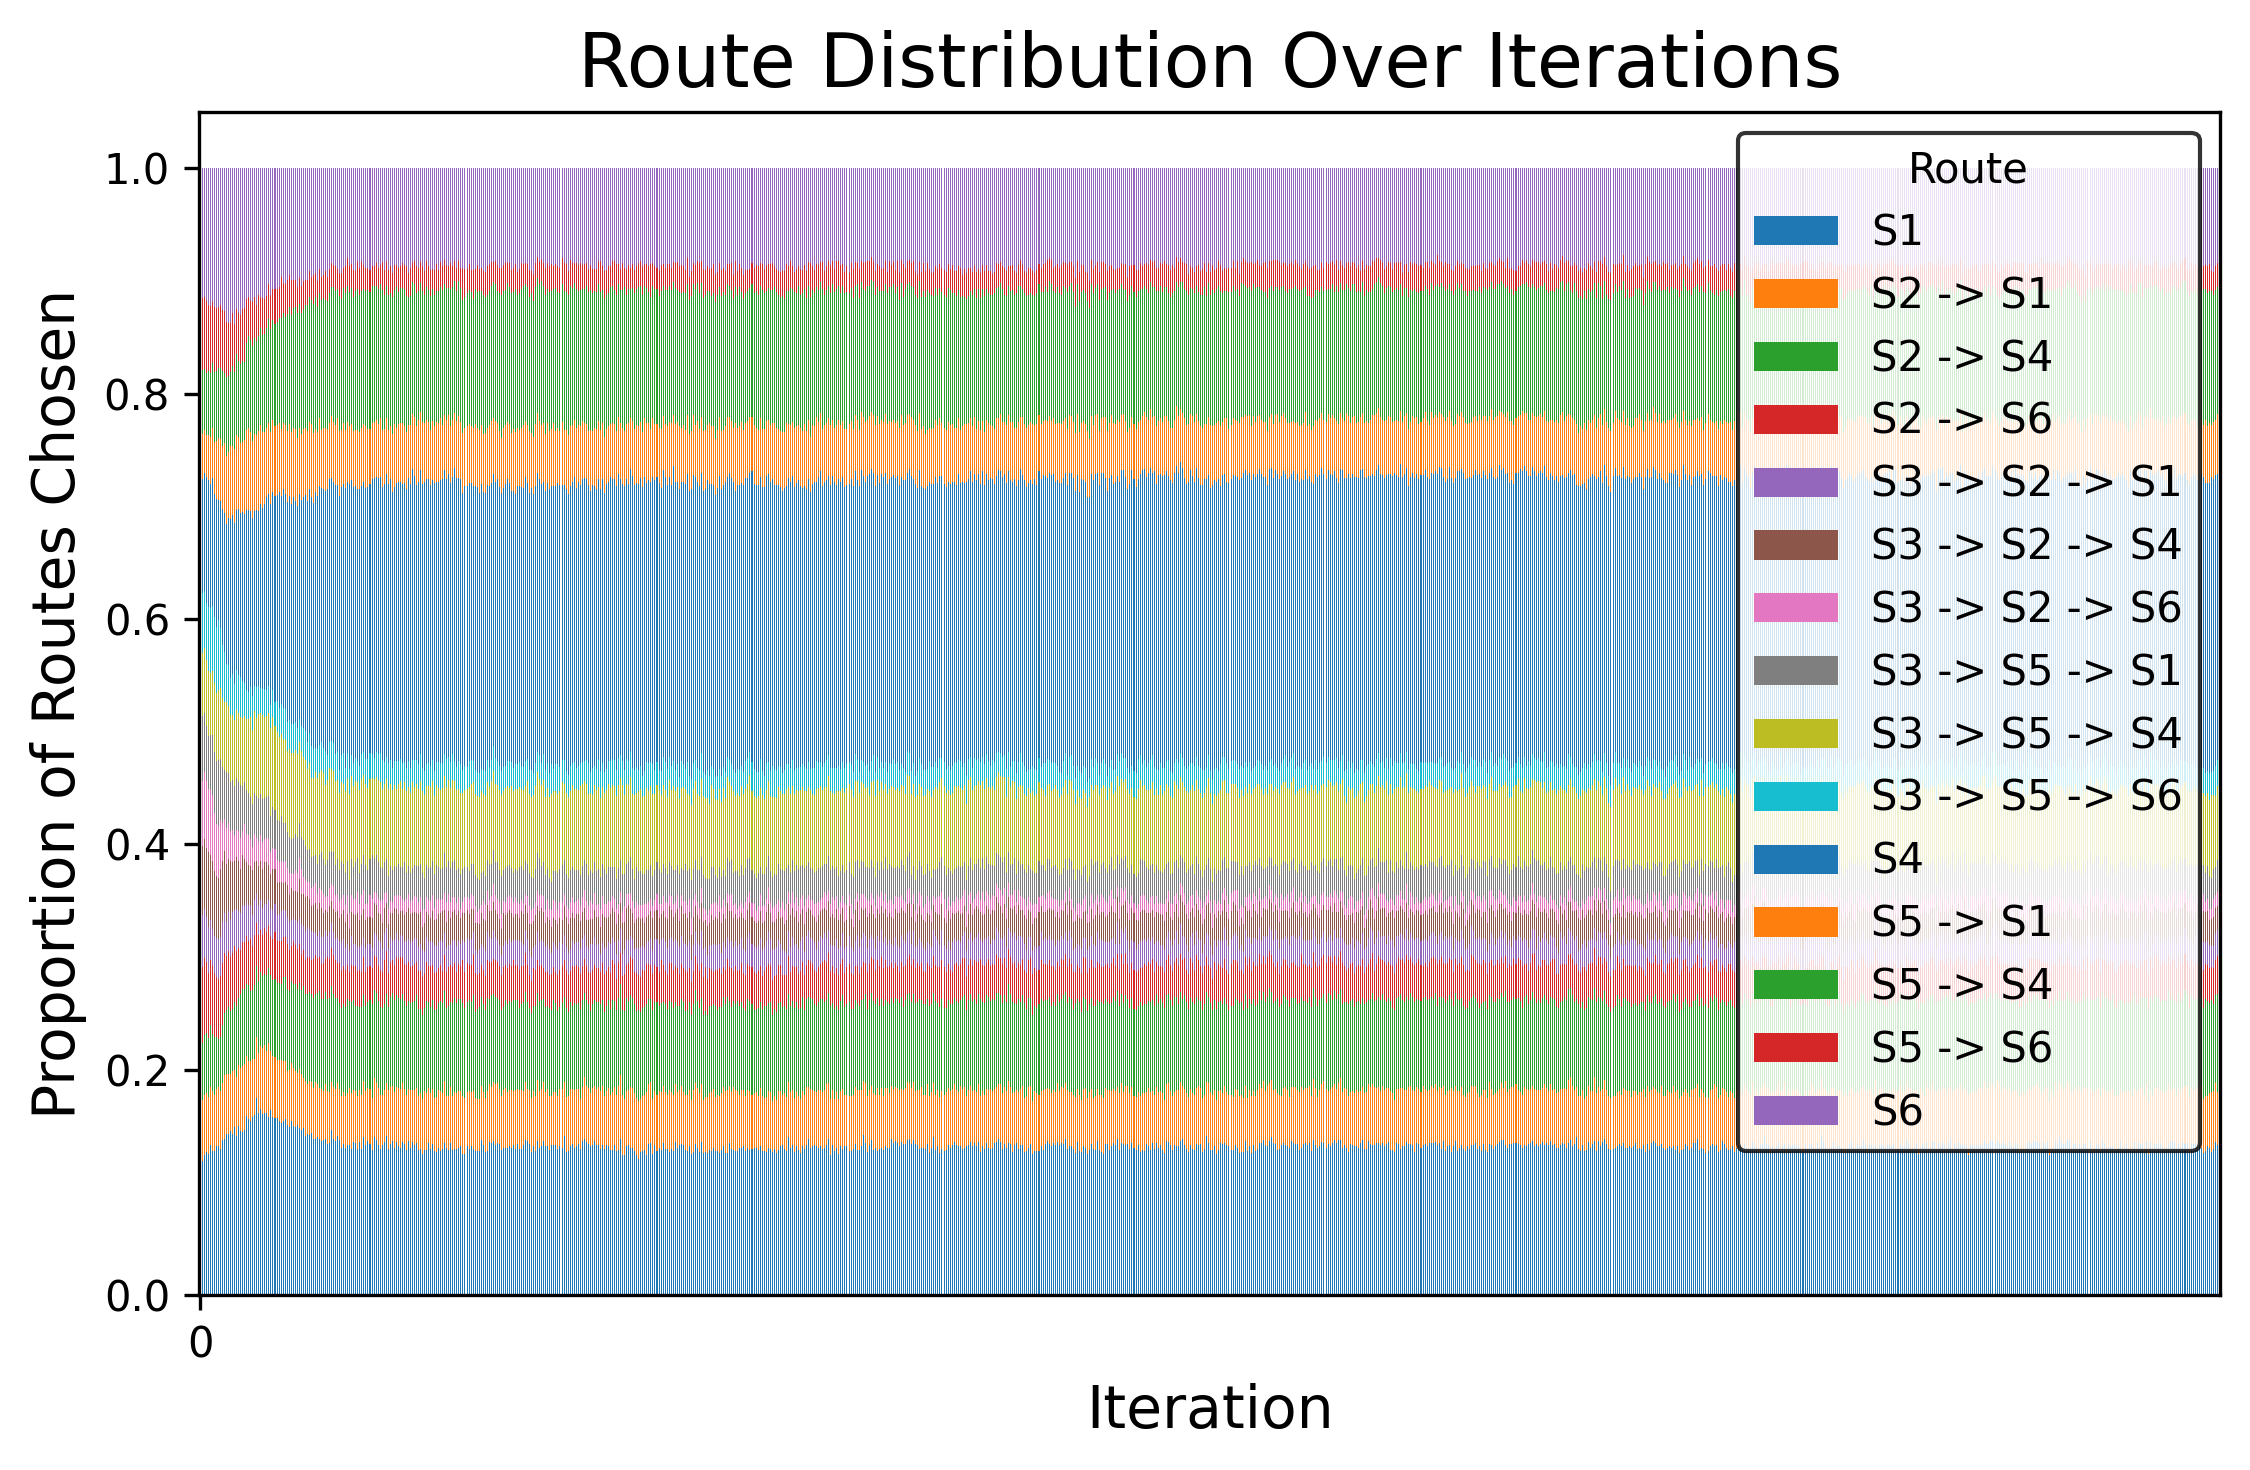 Route Distribution Over Iterations
Proportion of Routes Chosen
1.0
0.8
0.6
0.4
0.2
0.0
0
Iteration
Route
S1
S2 -> S1
S2 -> S4
S2 -> S6
S3 -> S2 -> S1
S3 -> S2 -> S4
S3 -> S2 -> S6
S3 -> S5 -> S1
S3 -> S5 -> S4
S3 -> S5 -> S6
S4
S5 -> S1
S5 -> S4
S5 -> S6
S6